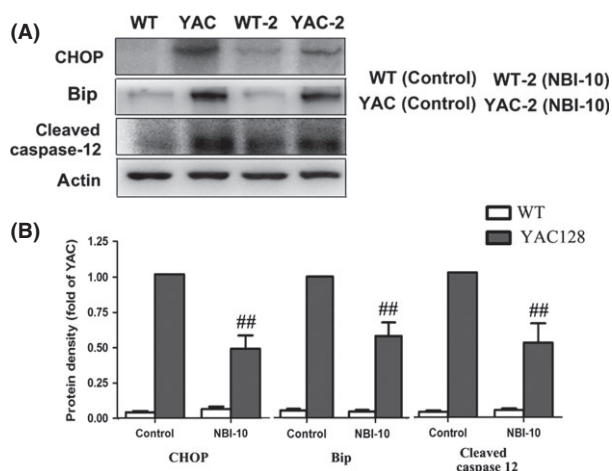 (A)
WT YAC WT-2 YAC-2
CHOP
Bip
Cleaved
caspase-12
Actin
WT (Control) WT-2 (NBI-10)
YAC (Control) YAC-2 (NBI-10)
(B)
WT
YAC128
Protein density (fold of YAC)
1.25
1.00
0.75
0.50
0.25
0.00
##
##
##
Control NBI-10 Control NBI-10 Control NBI-10
CHOP Bip Cleaved
caspase 12